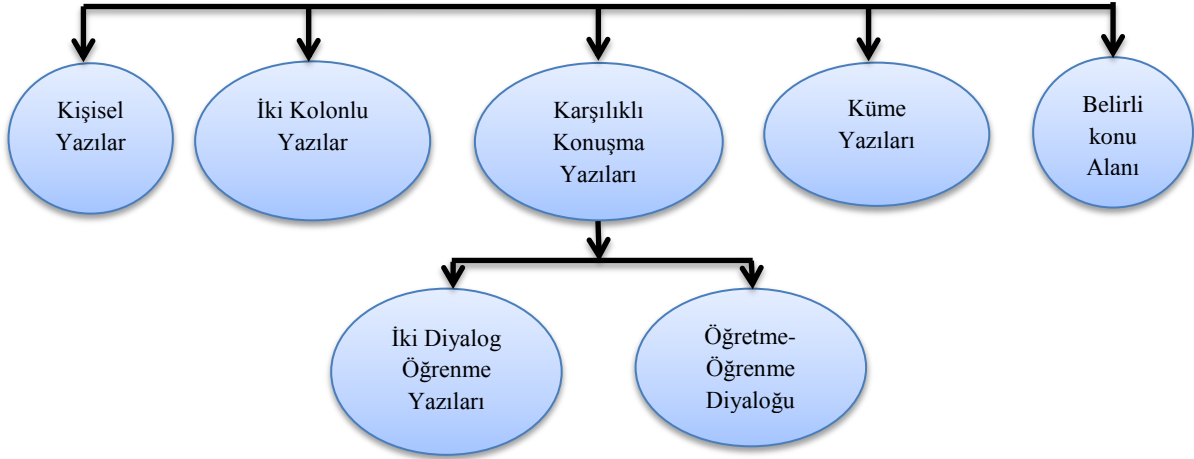 Kişisel
Yazılar
İki Kolonlu
Yazılar
Karşılıklı
Konuşma
Yazıları
Küme
Yazıları
Belirli
konu
Alanı
İki Diyalog
Öğrenme
Yazıları
Öğretme-
Öğrenme
Diyaloğu